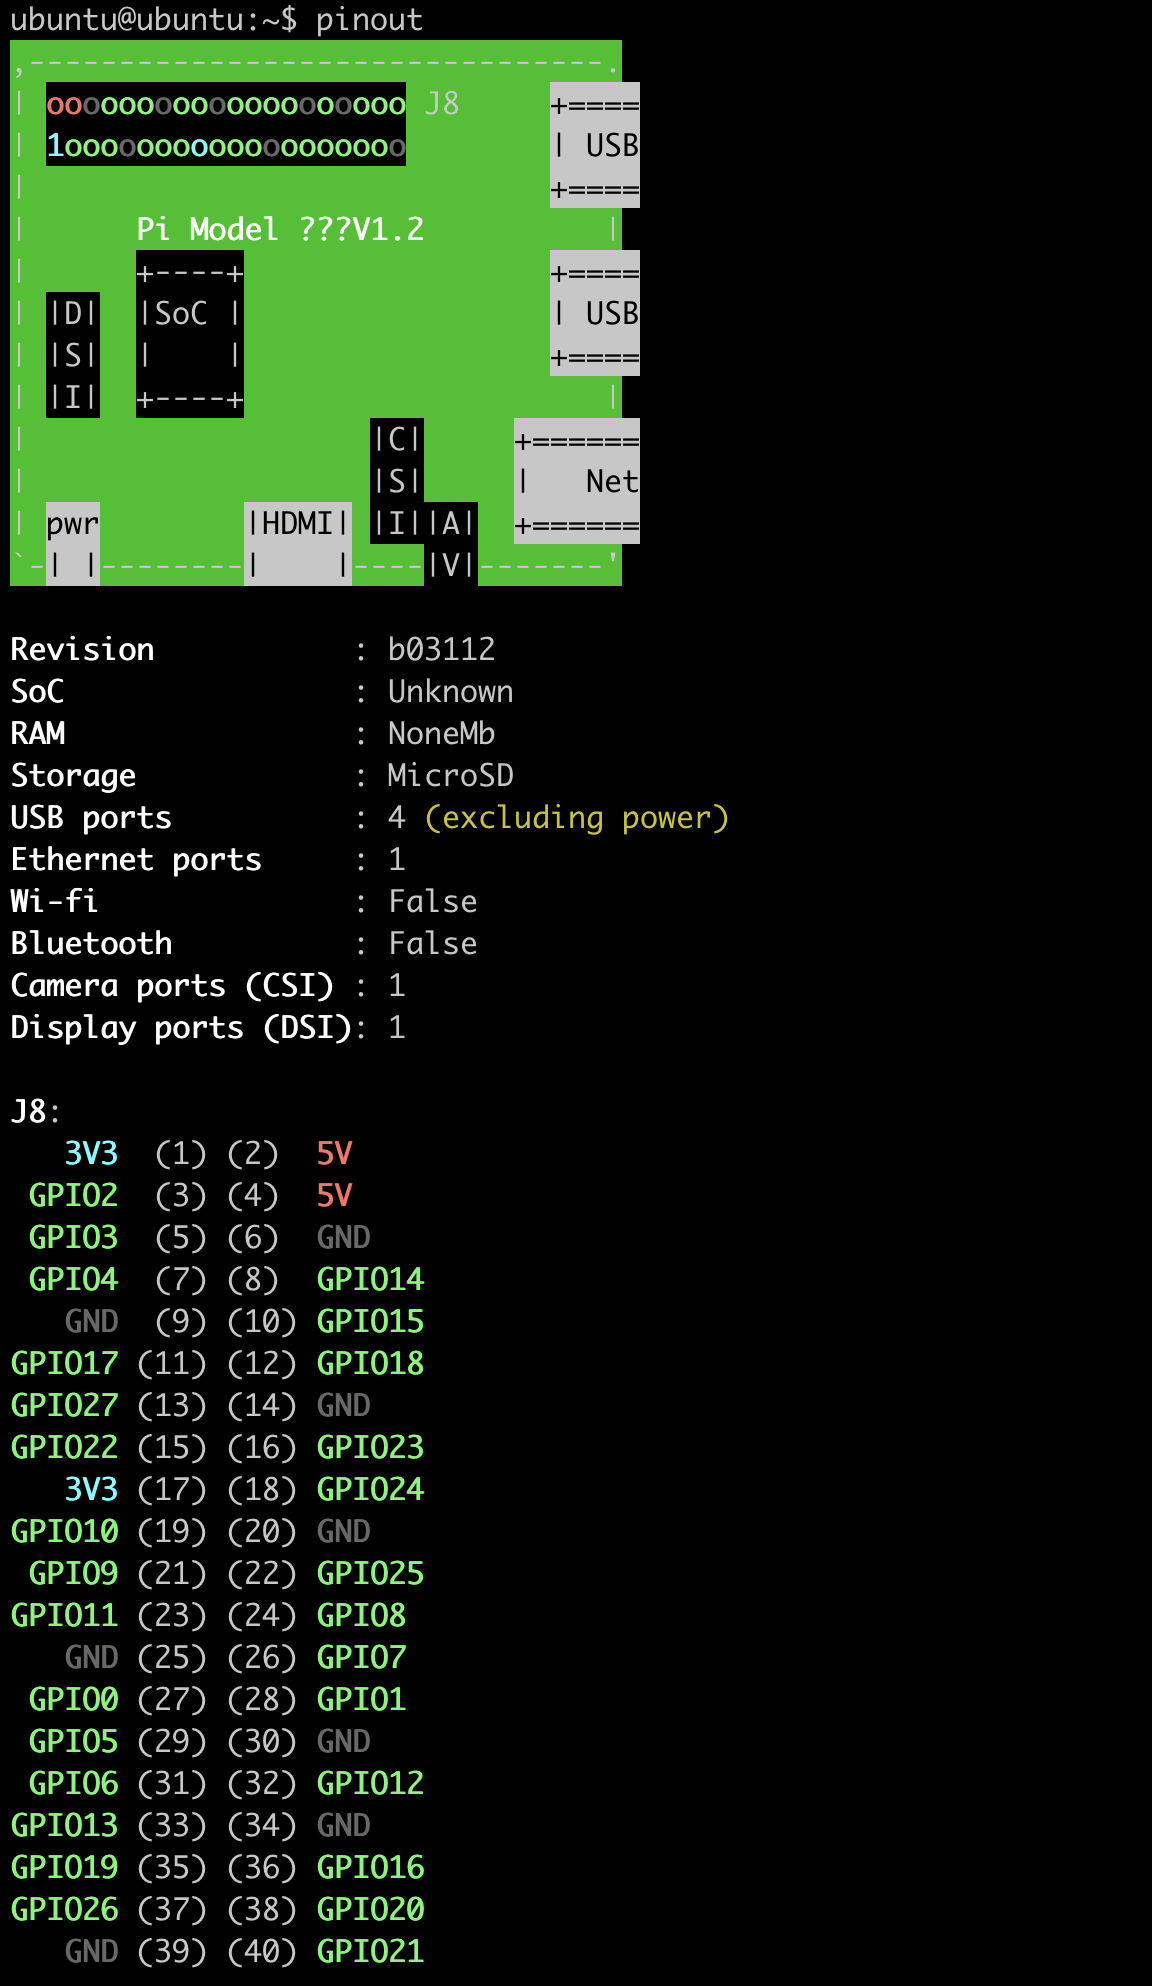 ubuntu@ubuntu:~$ pinout
,--------------------------------.
| oooooooooooooooooooo J8     +====
| 1ooooooooooooooooooo        | USB
|                             +====
|      Pi Model ???V1.2          |
|      +----+                 +====
| |D|  |SoC |                 | USB
| |S|  |    |                 +====
| |I|  +----+                    |
|                   |C|     +======
|                   |S|     |   Net
| pwr        |HDMI| |I||A|  +======
`-| |--------|    |----|V|-------'

Revision           : b03112
SoC                : Unknown
RAM                : NoneMb
Storage            : MicroSD
USB ports          : 4 (excluding power)
Ethernet ports     : 1
Wi-fi              : False
Bluetooth          : False
Camera ports (CSI) : 1
Display ports (DSI): 1

J8:
   3V3  (1) (2)  5V
 GPIO2  (3) (4)  5V
 GPIO3  (5) (6)  GND
 GPIO4  (7) (8)  GPIO14
   GND  (9) (10) GPIO15
GPIO17 (11) (12) GPIO18
GPIO27 (13) (14) GND
GPIO22 (15) (16) GPIO23
   3V3 (17) (18) GPIO24
GPIO10 (19) (20) GND
 GPIO9 (21) (22) GPIO25
GPIO11 (23) (24) GPIO8
   GND (25) (26) GPIO7
 GPIO0 (27) (28) GPIO1
 GPIO5 (29) (30) GND
 GPIO6 (31) (32) GPIO12
GPIO13 (33) (34) GND
GPIO19 (35) (36) GPIO16
GPIO26 (37) (38) GPIO20
   GND (39) (40) GPIO21